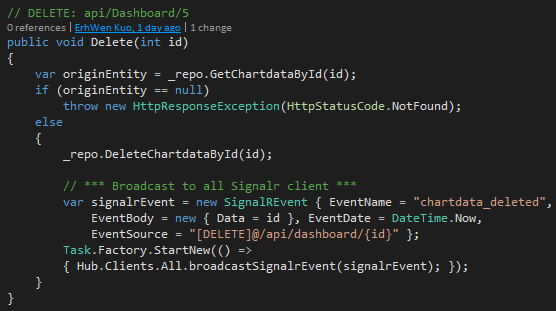 // DELETE: api/Dashboard/5
0 references | ErhWen Kuo, 1 day ago | 1 change
public void Delete(int id)
{
    var originEntity = _repo.GetChartdataById(id);
    if (originEntity == null)
        throw new HttpResponseException(HttpStatusCode.NotFound);
    else
    {
        _repo.DeleteChartdataById(id);

        // *** Broadcast to all Signalr client ***
        var signalrEvent = new SignalREvent { EventName = "chartdata_deleted",
            EventBody = new { Data = id }, EventDate = DateTime.Now,
            EventSource = "[DELETE]@/api/dashboard/{id}" };
        Task.Factory.StartNew(() =>
        { Hub.Clients.All.broadcastSignalrEvent(signalrEvent); });
    }
}